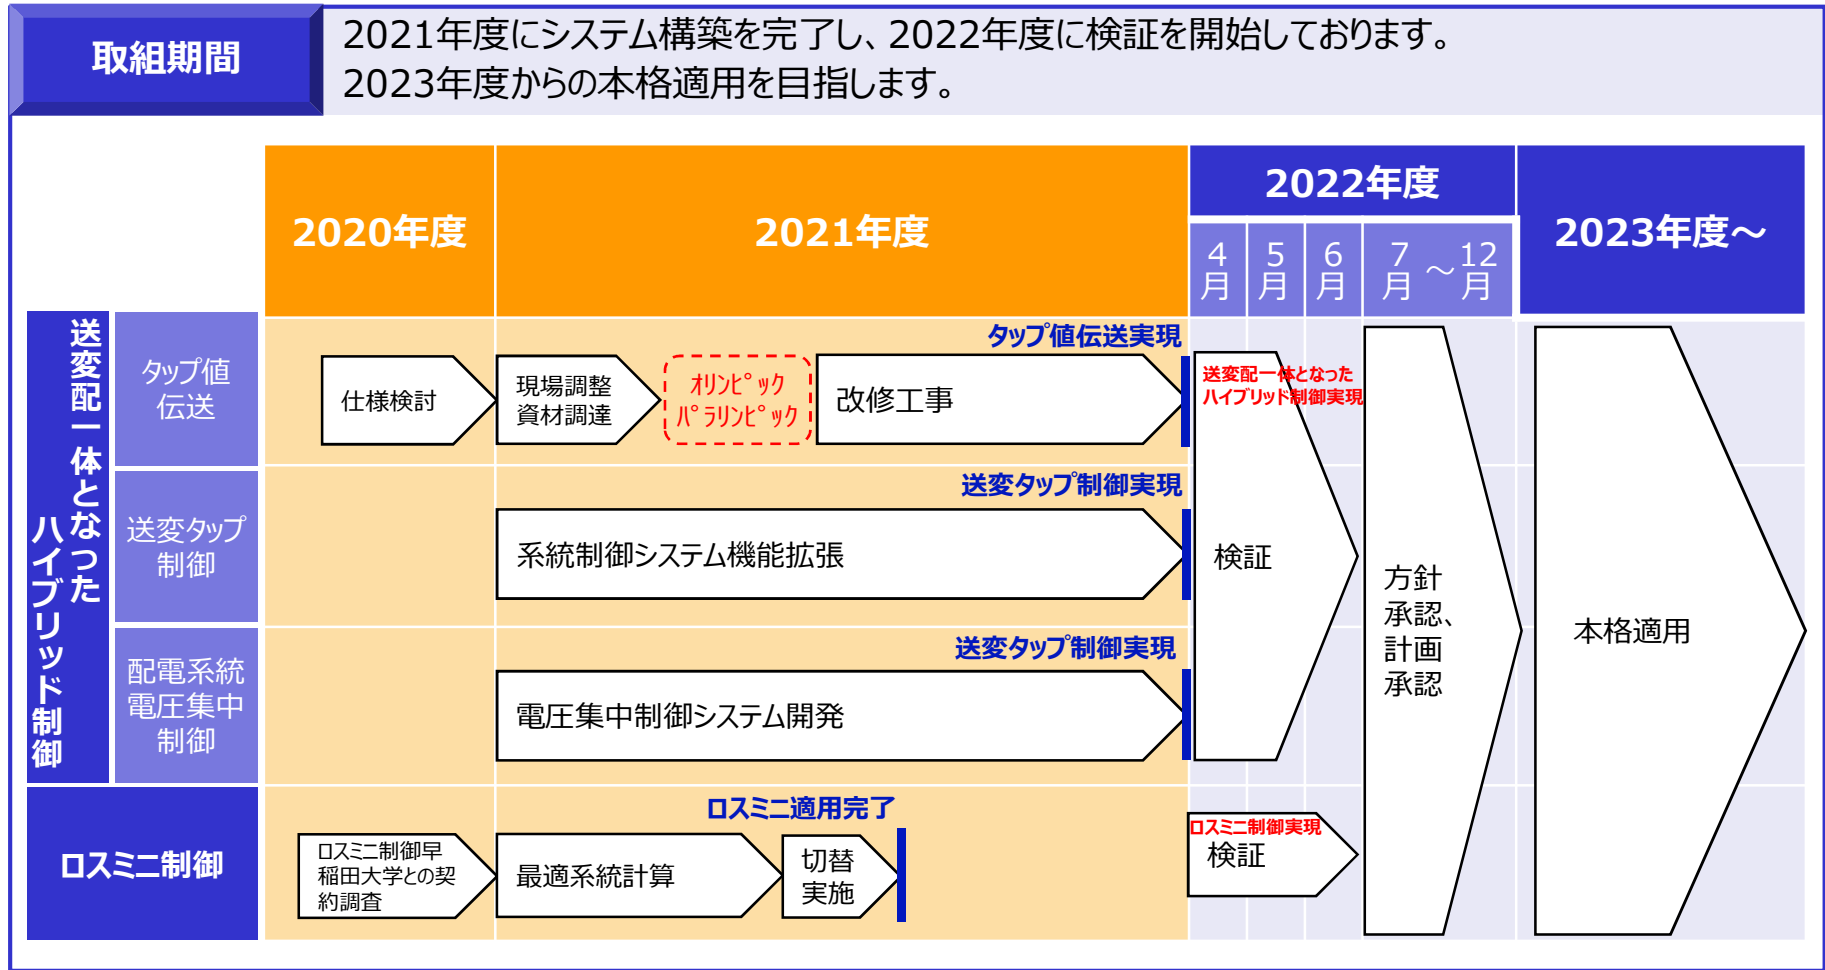 取組期間
2021年度にシステム構築を完了し、2022年度に検証を開始しております。
2023年度からの本格適用を目指します。
2020年度
2021年度
2022年度
4月
5月
6月
7月～12月
2023年度～
送変配一体となった
ハイブリッド制御
タップ値
伝送
仕様検討
現場調整
資材調達
オリンピック
パラリンピック
改修工事
タップ値伝送実現
送変配一体となった
ハイブリッド制御実現
送変タップ
制御
系統制御システム機能拡張
送変タップ制御実現
検証
配電系統
電圧集中
制御
電圧集中制御システム開発
送変タップ制御実現
方針
承認、
計画
承認
本格適用
ロスミニ制御
ロスミニ制御早
稲田大学との契
約調査
最適系統計算
切替
実施
ロスミニ適用完了
ロスミニ制御実現
検証